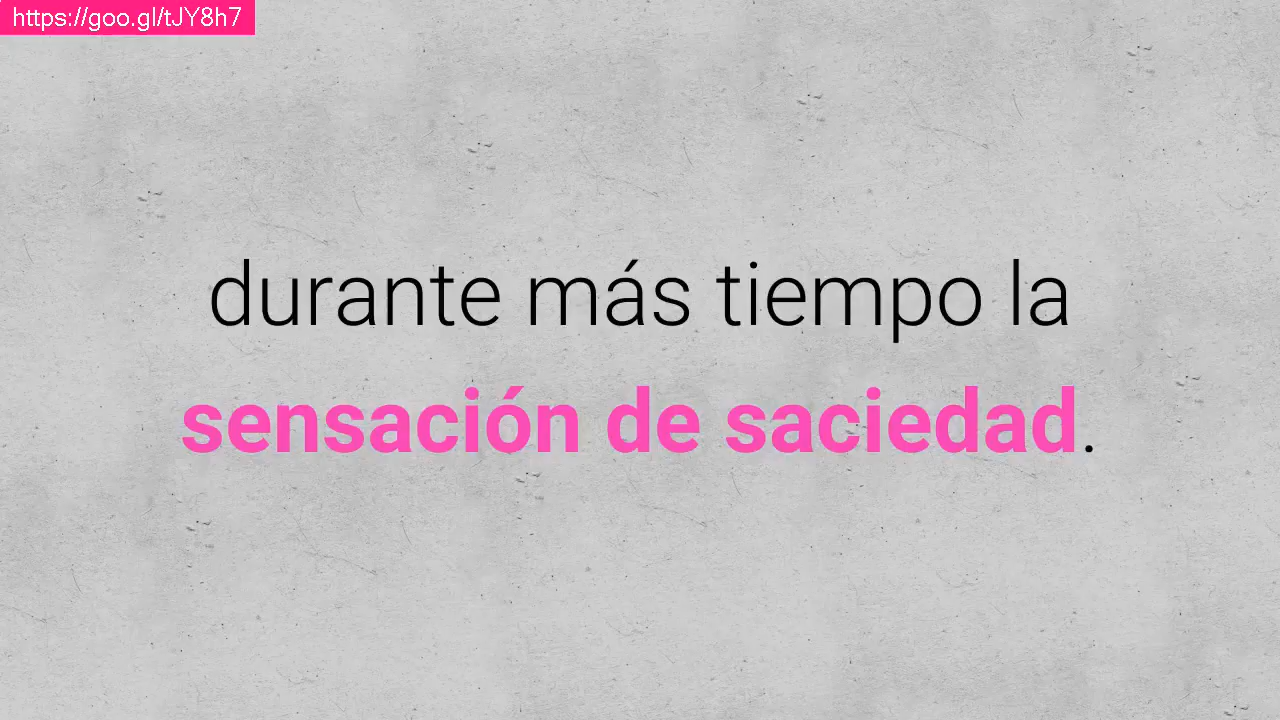 https://goo.gl/tJY8h7
durante más tiempo la
sensación de saciedad.